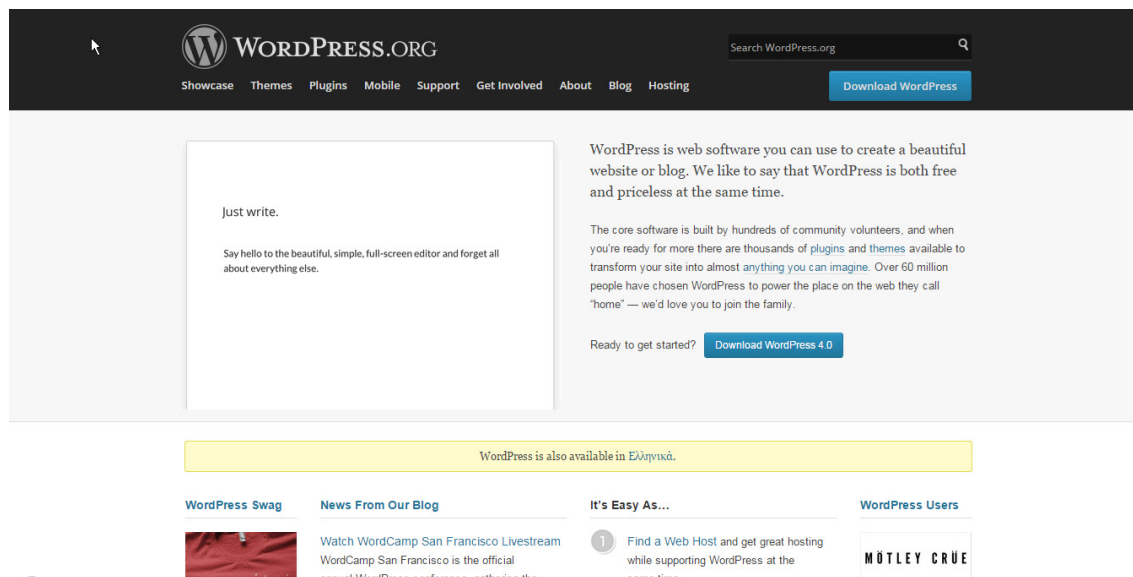 WORDPRESS.ORG
Search WordPress.org
Showcase Themes Plugins Mobile Support Get Involved About Blog Hosting
Download WordPress
Just write.
Say hello to the beautiful, simple, full-screen editor and forget all
about everything else.
WordPress is web software you can use to create a beautiful
website or blog. We like to say that WordPress is both free
and priceless at the same time.
The core software is built by hundreds of community volunteers, and when
you're ready for more there are thousands of plugins and themes available to
transform your site into almost anything you can imagine. Over 60 million
people have chosen WordPress to power the place on the web they call
“home” — we'd love you to join the family.
Ready to get started? Download WordPress 4.0
WordPress is also available in Ελληνικά.
WordPress Swag
News From Our Blog
Watch WordCamp San Francisco Livestream
WordCamp San Francisco is the official
It's Easy As...
1 Find a Web Host and get great hosting
while supporting WordPress at the
WordPress Users
MÖTLEY CRÜE